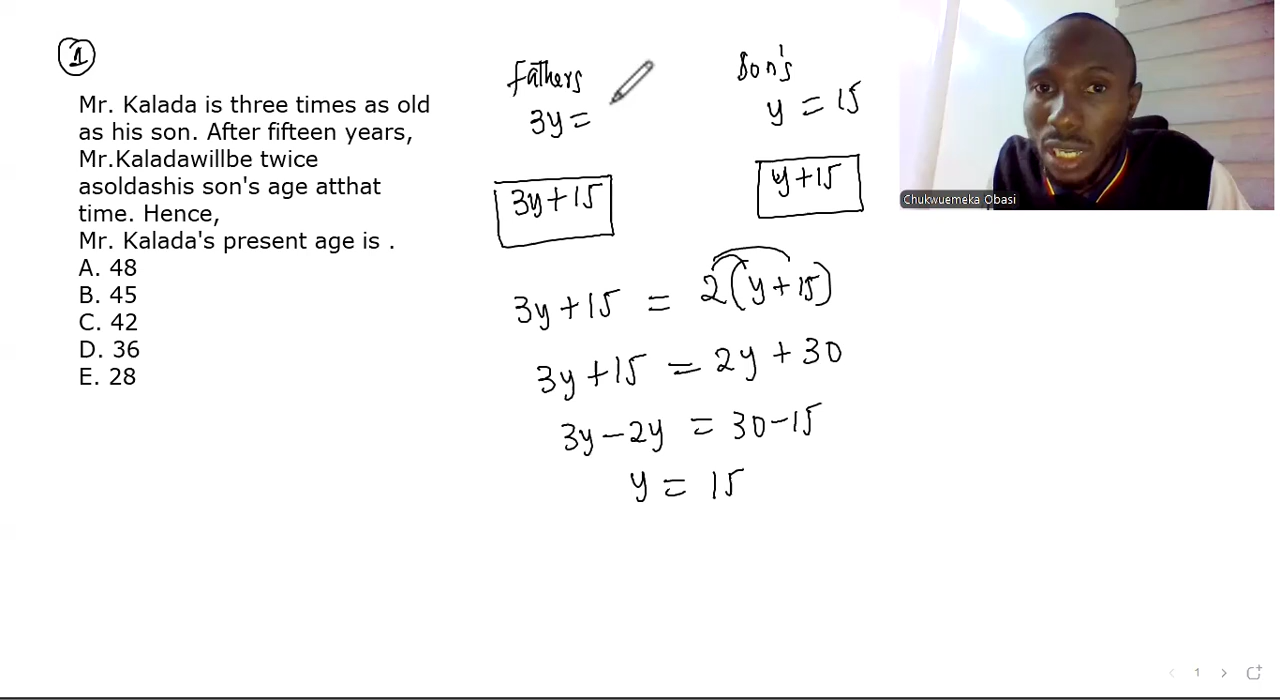 1
Mr. Kalada is three times as old
as his son. After fifteen years,
Mr.Kaladawillbe twice
asoldashis son's age atthat
time. Hence,
Mr. Kalada's present age is .
A. 48
B. 45
C. 42
D. 36
E. 28
fathers
3y =
3y+15
Son's
y = 15
y+15
3y+15 = 2(y+15)
3y+15 = 2y+30
3y-2y = 30-15
y = 15
Chukwuemeka Obasi
1